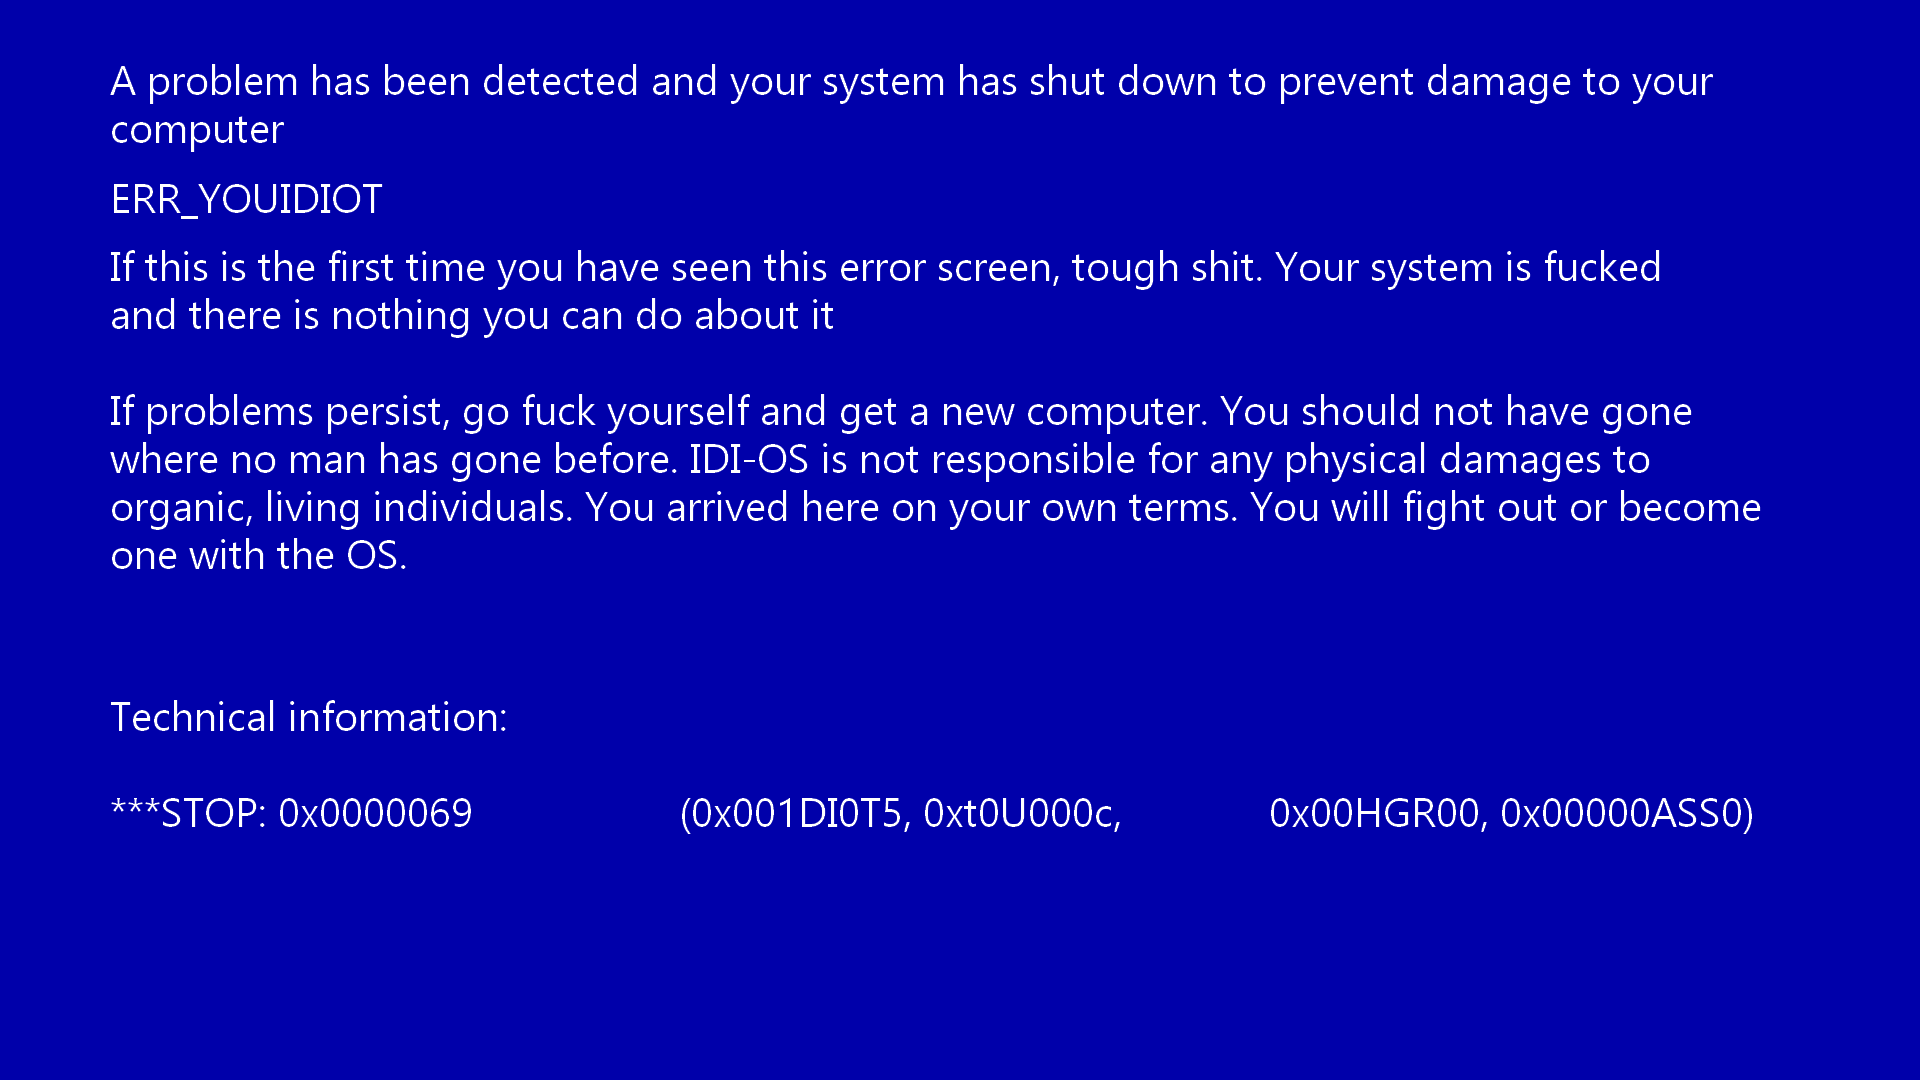 A problem has been detected and your system has shut down to prevent damage to your
computer
ERR_YOUIDIOT
If this is the first time you have seen this error screen, tough shit. Your system is fucked
and there is nothing you can do about it
If problems persist, go fuck yourself and get a new computer. You should not have gone
where no man has gone before. IDI-OS is not responsible for any physical damages to
organic, living individuals. You arrived here on your own terms. You will fight out or become
one with the OS.
Technical information:
***STOP: 0x0000069 (0x001DI0T5, 0xt0U000c, 0x00HGR00, 0x00000ASS0)